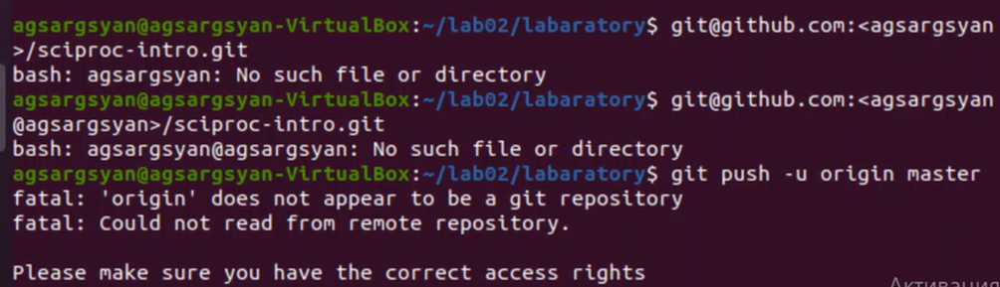 agsargsyan@agsargsyan-VirtualBox:~/lab02/labaratory$ git@github.com:<agsargsyan
>/sciproc-intro.git
bash: agsargsyan: No such file or directory
agsargsyan@agsargsyan-VirtualBox:~/lab02/labaratory$ git@github.com:<agsargsyan
@agsargsyan>/sciproc-intro.git
bash: agsargsyan@agsargsyan: No such file or directory
agsargsyan@agsargsyan-VirtualBox:~/lab02/labaratory$ git push -u origin master
fatal: 'origin' does not appear to be a git repository
fatal: Could not read from remote repository.
Please make sure you have the correct access rights
Активация